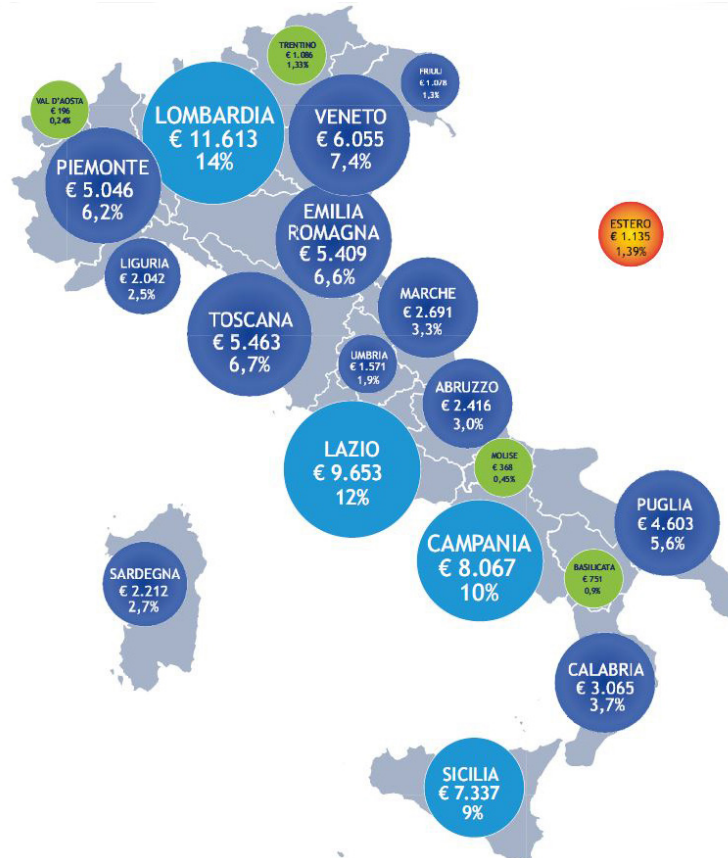 TRENTINO
€ 1.086
1,33%
FRIULI
€ 1.078
1,3%
VAL D'AOSTA
€ 196
0,24%
LOMBARDIA
€ 11.613
14%
VENETO
€ 6.055
7,4%
PIEMONTE
€ 5.046
6,2%
EMILIA
ROMAGNA
€ 5.409
6,6%
ESTERO
€ 1.135
1,39%
LIGURIA
€ 2.042
2,5%
MARCHE
€ 2.691
3,3%
TOSCANA
€ 5.463
6,7%
UMBRIA
€ 1.571
1,9%
ABRUZZO
€ 2.416
3,0%
LAZIO
€ 9.653
12%
MOLISE
€ 368
0,45%
PUGLIA
€ 4.603
5,6%
CAMPANIA
€ 8.067
10%
BASILICATA
€ 751
0,9%
SARDEGNA
€ 2.212
2,7%
CALABRIA
€ 3.065
3,7%
SICILIA
€ 7.337
9%